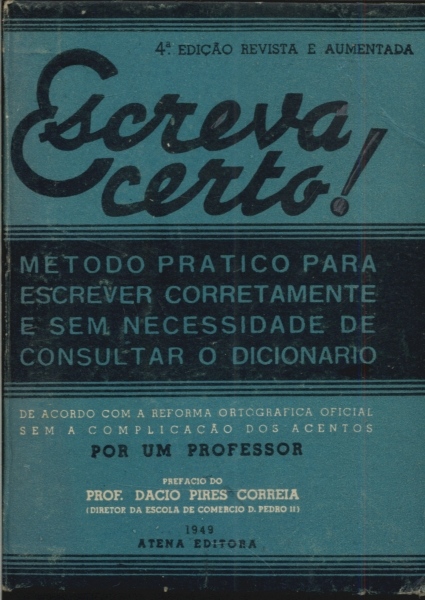 4ª. EDIÇÃO REVISTA E AUMENTADA
Escreva
certo!
METODO PRATICO PARA
ESCREVER CORRETAMENTE
E SEM NECESSIDADE DE
CONSULTAR O DICIONARIO
DE ACORDO COM A REFORMA ORTOGRAFICA OFICIAL
SEM A COMPLICAÇÃO DOS ACENTOS
POR UM PROFESSOR
PREFACIO DO
PROF. DACIO PIRES CORREIA
(DIRETOR DA ESCOLA DE COMERCIO D. PEDRO II)
1949
ATENA EDITORA